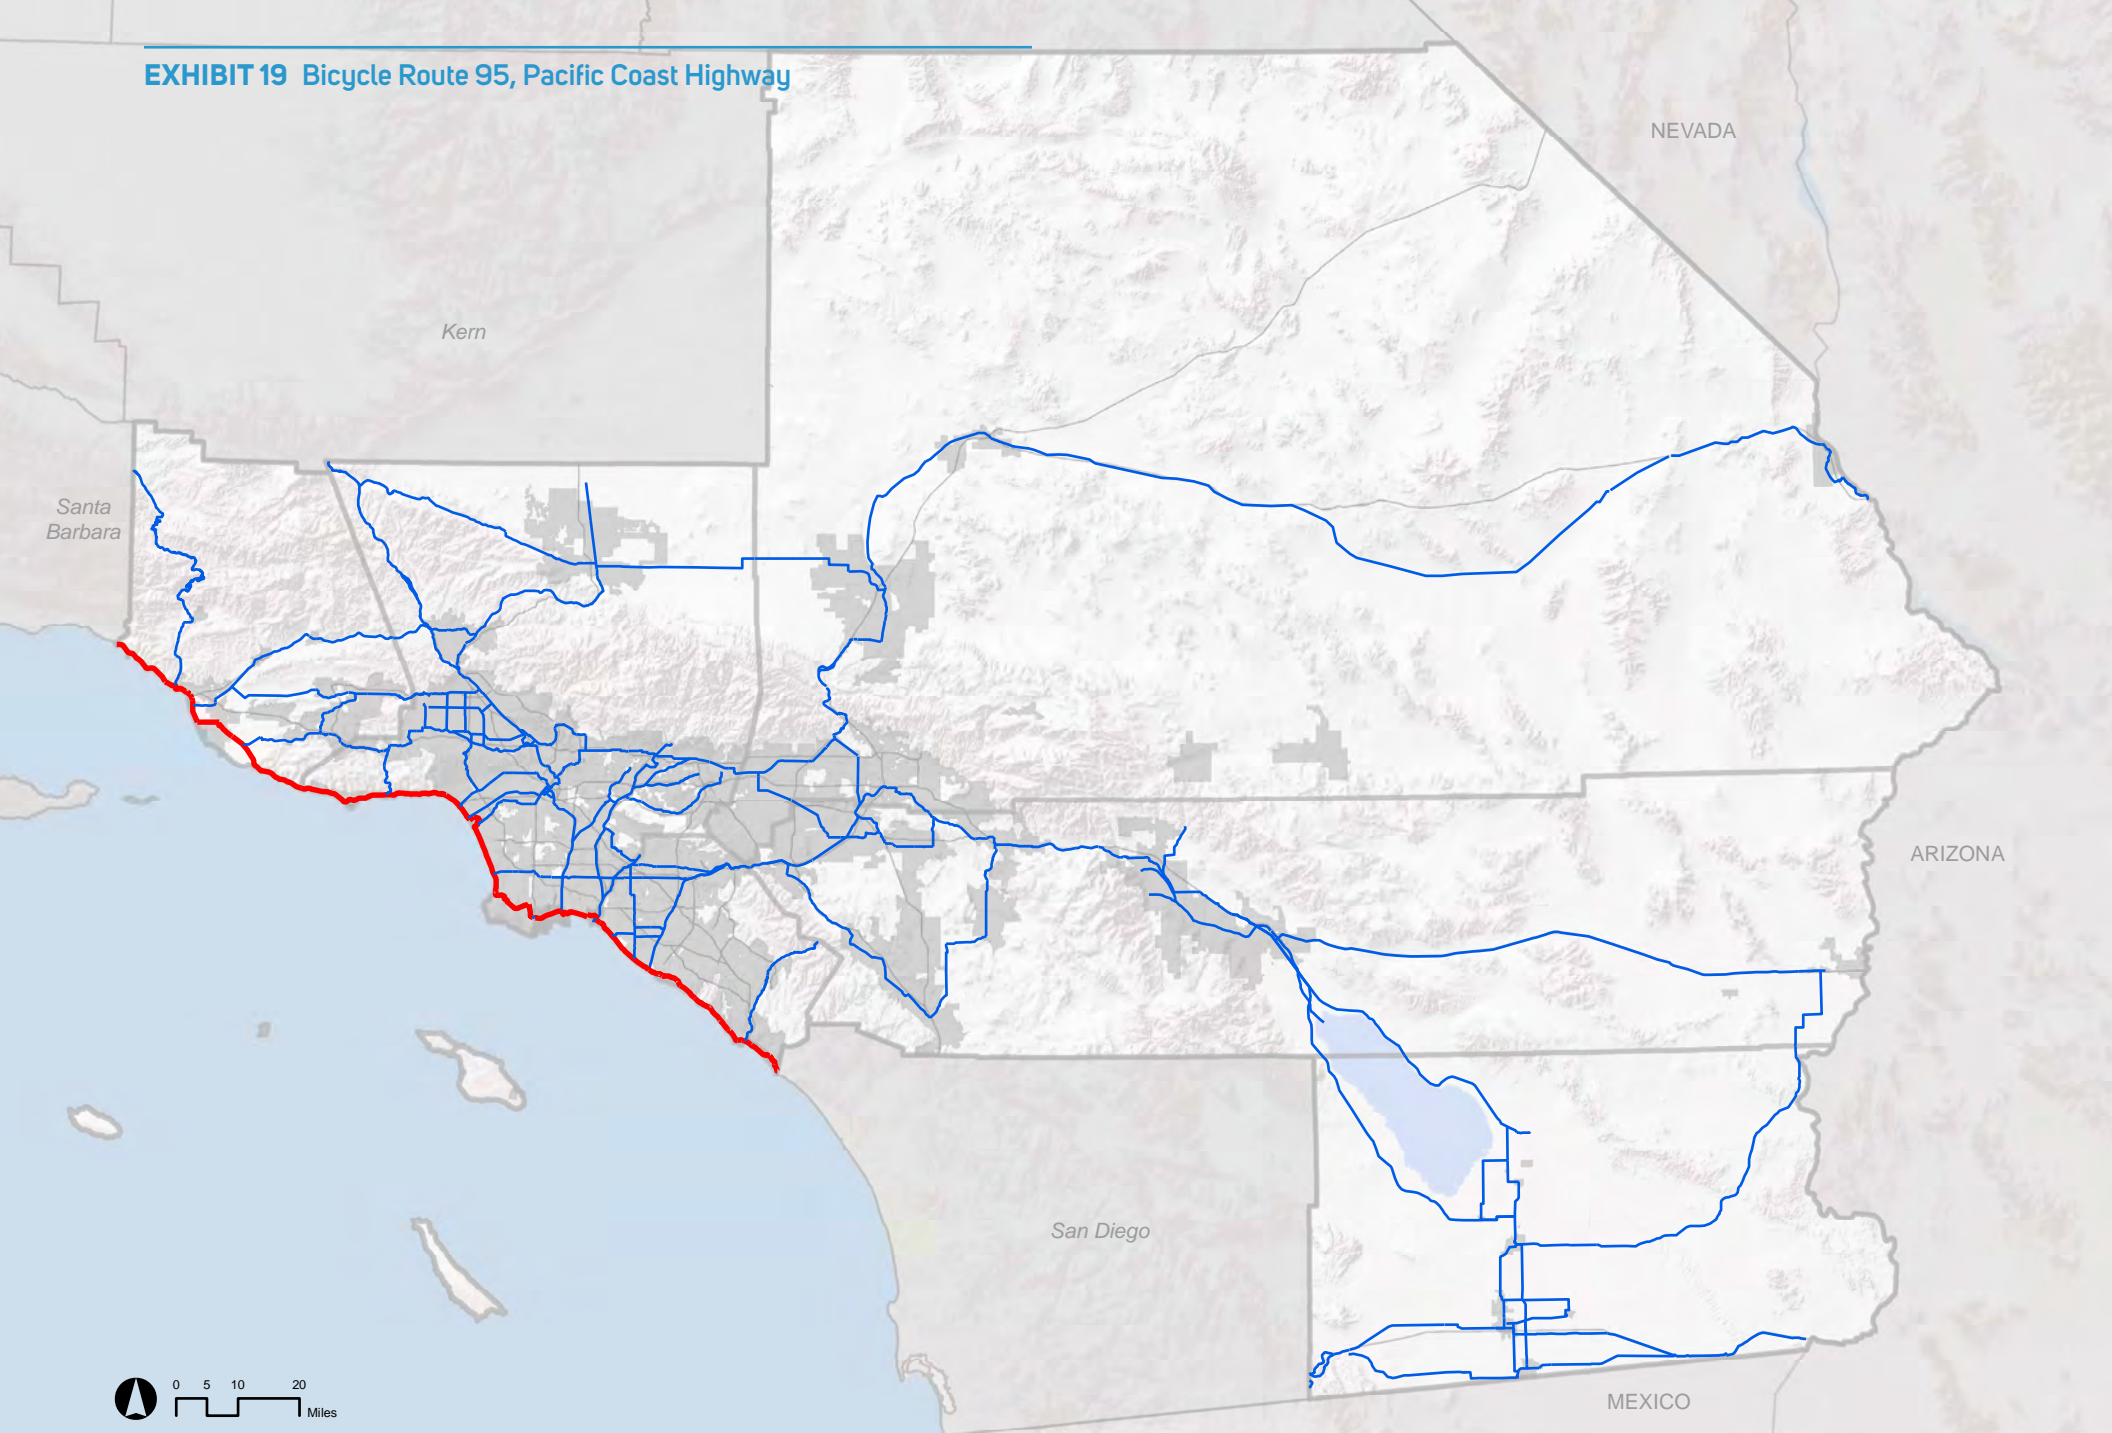 EXHIBIT 19 Bicycle Route 95, Pacific Coast Highway
NEVADA
Kern
Santa
Barbara
ARIZONA
San Diego
MEXICO
0 5 10 20
Miles